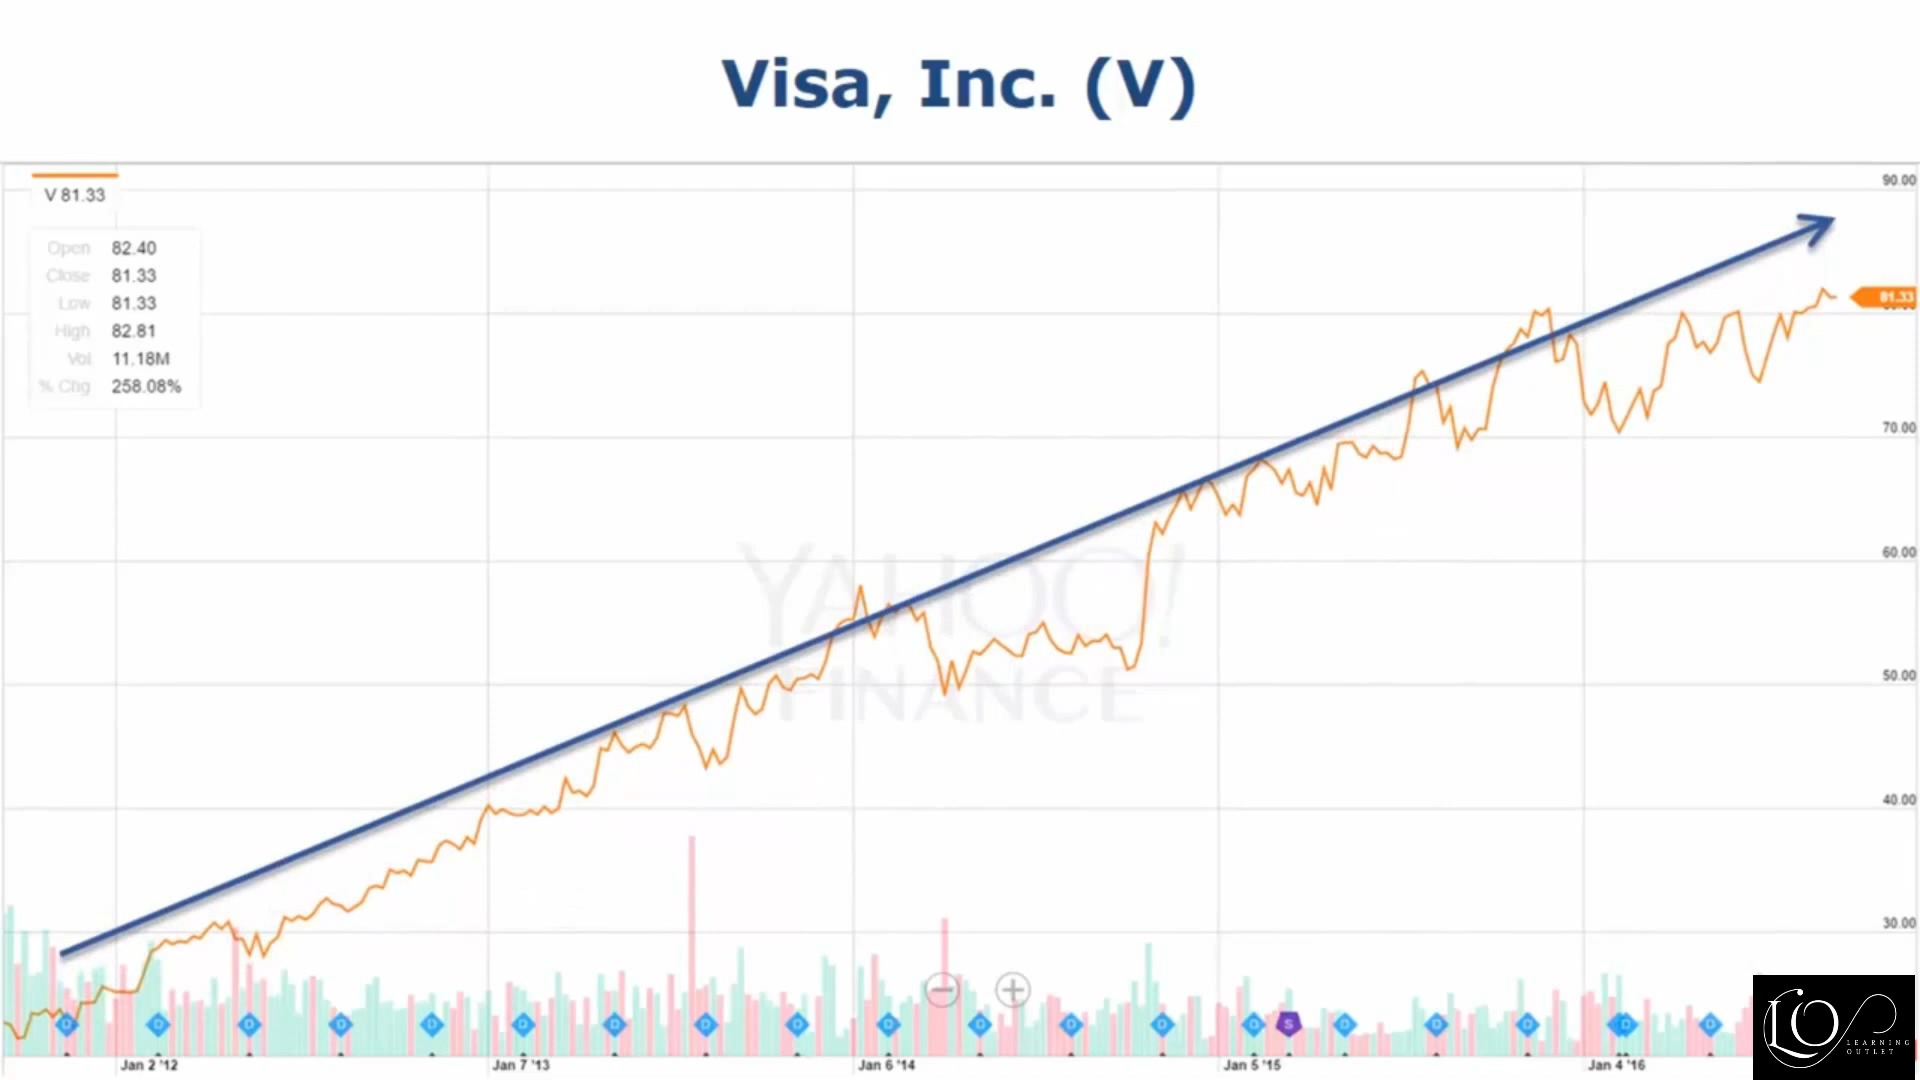 Visa, Inc. (V)
V 81.33
Open 82.40
Close 81.33
Low 81.33
High 82.81
Vol 11.18M
% Chg 258.08%
90.00
81.33
70.00
60.00
50.00
40.00
30.00
YAHOO!
FINANCE
D D D D D D D D D D D D D D S D D D D D
Jan 2 '12 Jan 7 '13 Jan 6 '14 Jan 5 '15 Jan 4 '16
LO
LEARNING
OUTLET